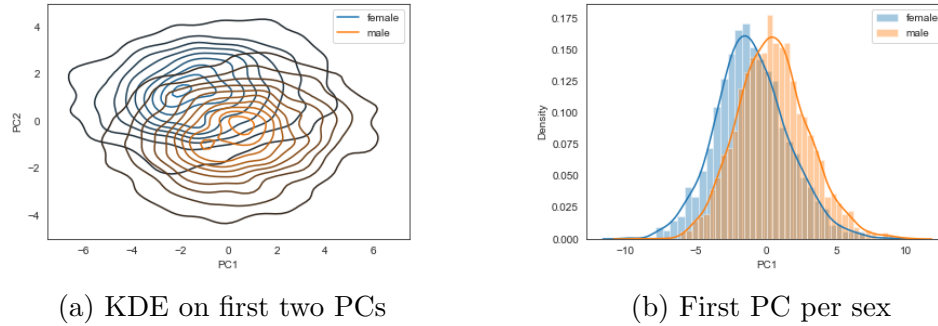 female
male
4
2
0
−2
−4
PC2
−6
−4
−2
0
2
4
6
PC1
(a) KDE on first two PCs
female
male
0.175
0.150
0.125
0.100
0.075
0.050
0.025
0.000
Density
−10
−5
0
5
10
PC1
(b) First PC per sex